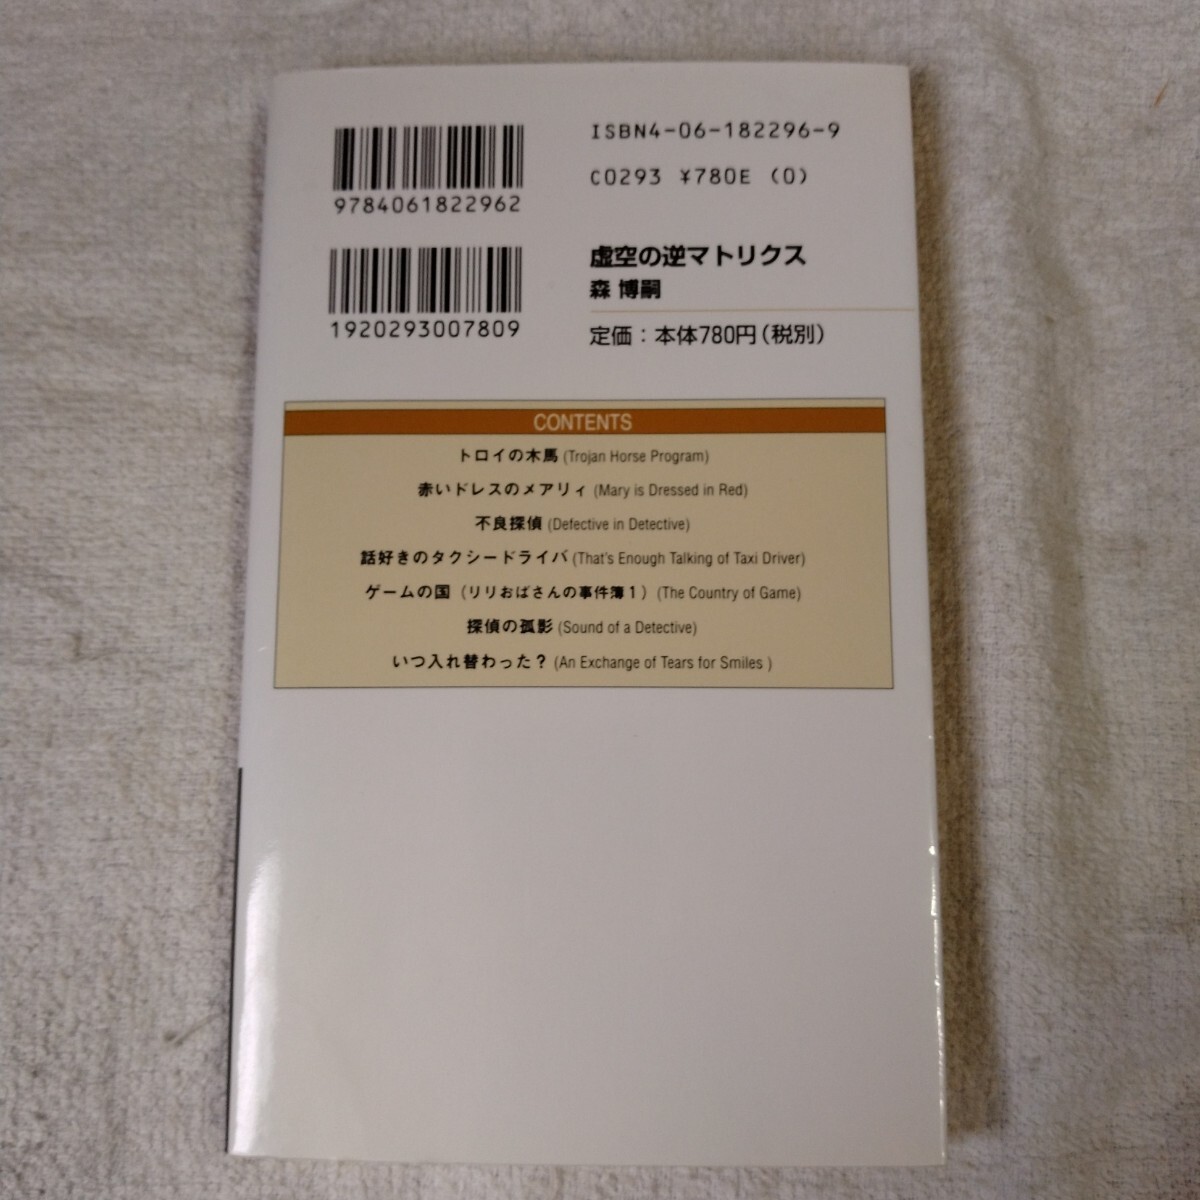 ISBN4-06-182296-9
C0293 ¥780E (0)
9784061822962
1920293007809
虚空の逆マトリクス
森 博嗣
定価：本体780円（税別）
CONTENTS
トロイの木馬 (Trojan Horse Program)
赤いドレスのメアリィ (Mary is Dressed in Red)
不良探偵 (Defective in Detective)
話好きのタクシードライバ (That's Enough Talking of Taxi Driver)
ゲームの国（リリおばさんの事件簿１）(The Country of Game)
探偵の孤影 (Sound of a Detective)
いつ入れ替わった？ (An Exchange of Tears for Smiles )